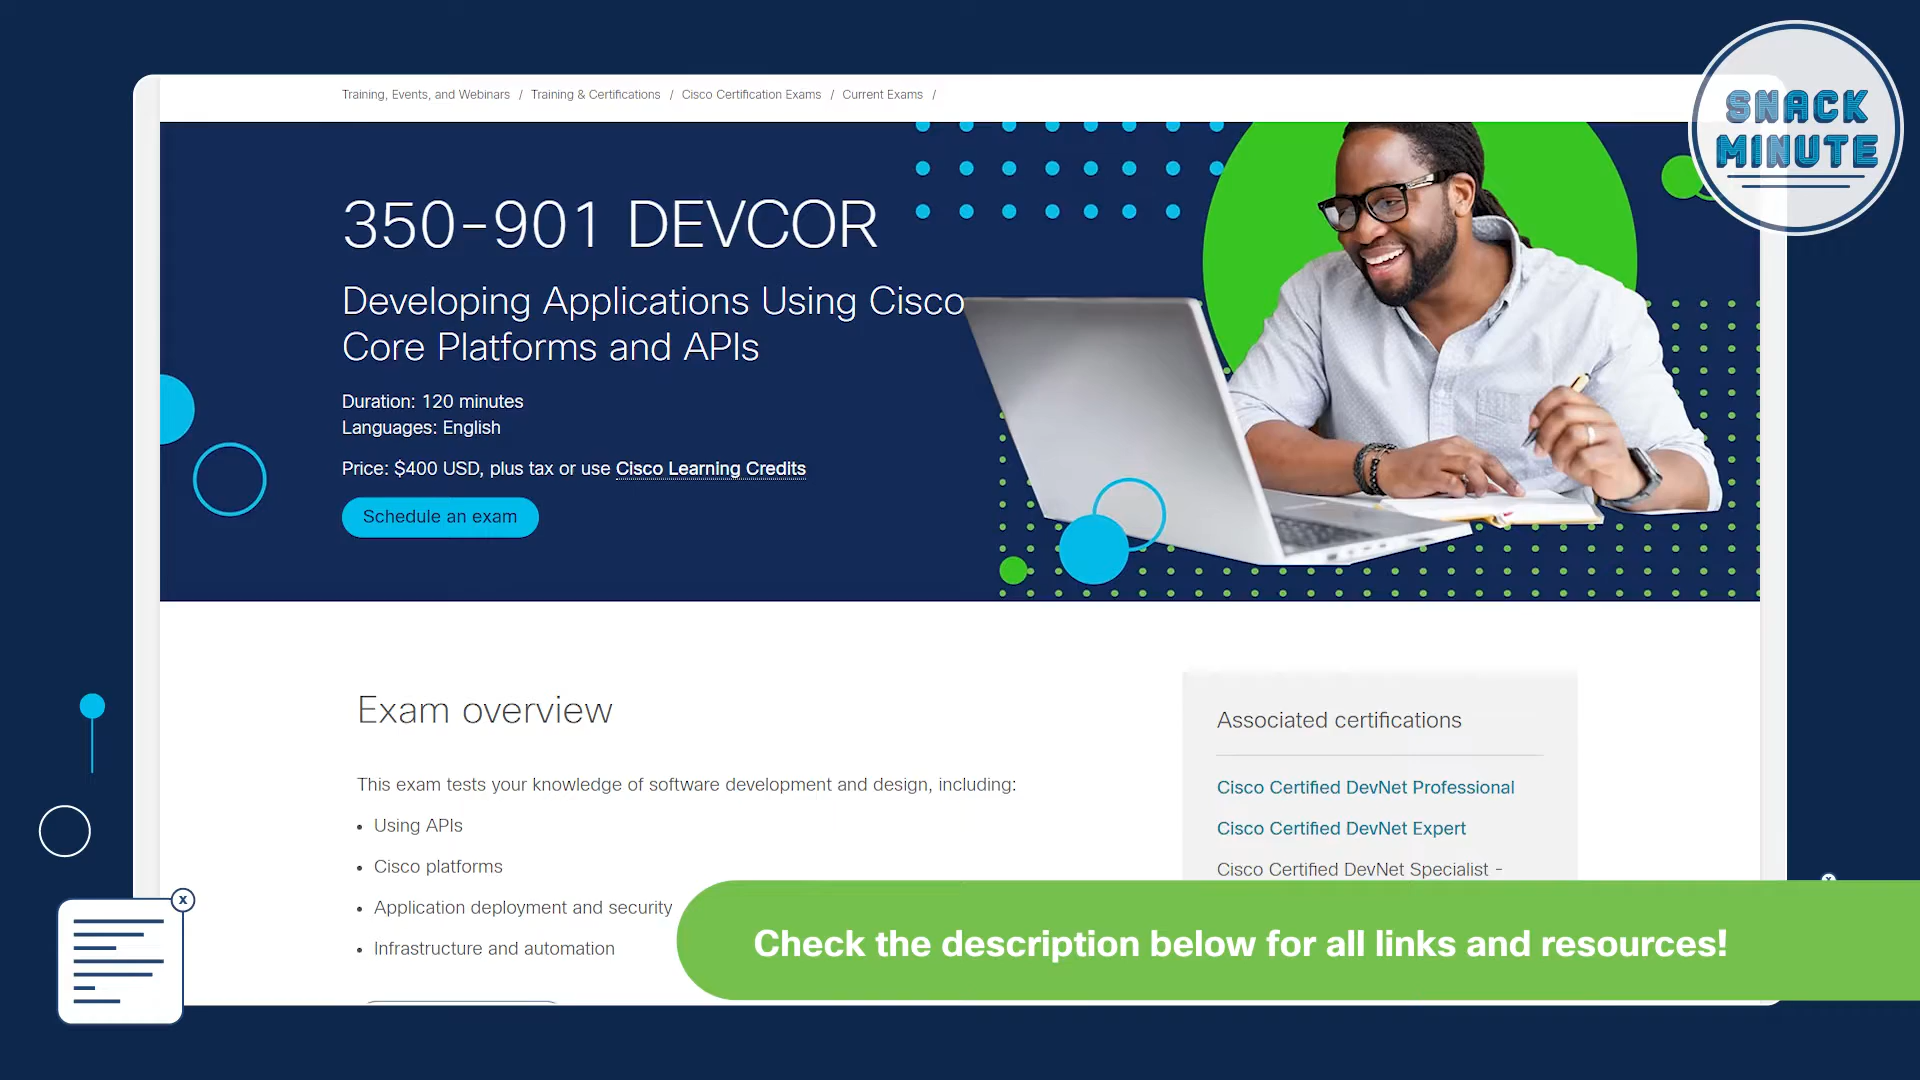 SNACK
MINUTE
Training, Events, and Webinars / Training & Certifications / Cisco Certification Exams / Current Exams /
350-901 DEVCOR
Developing Applications Using Cisco
Core Platforms and APIs
Duration: 120 minutes
Languages: English
Price: $400 USD, plus tax or use Cisco Learning Credits
Schedule an exam
Exam overview
This exam tests your knowledge of software development and design, including:
• Using APIs
• Cisco platforms
• Application deployment and security
• Infrastructure and automation
Associated certifications
Cisco Certified DevNet Professional
Cisco Certified DevNet Expert
Cisco Certified DevNet Specialist -
x
Check the description below for all links and resources!